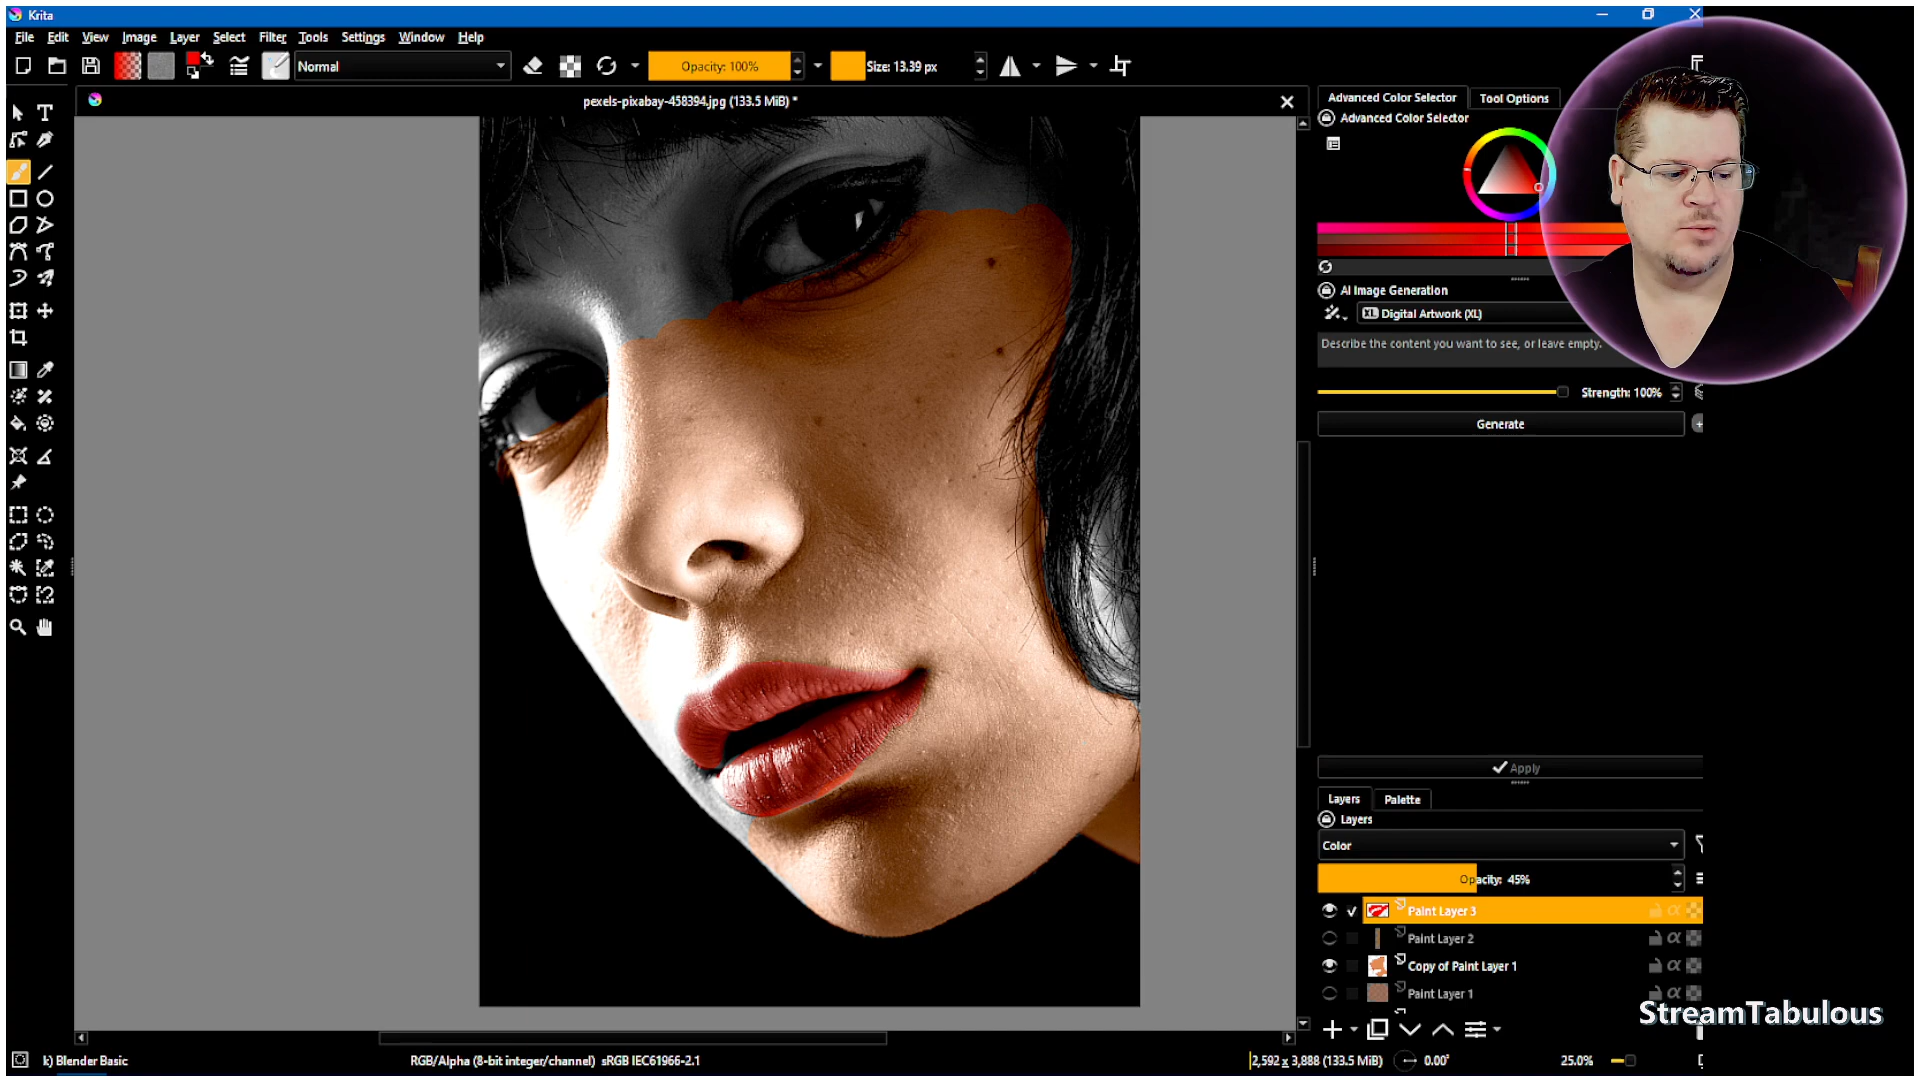 Krita
File Edit View Image Layer Select Filter Tools Settings Window Help
Normal
Opacity: 100%
Size: 13.39 px
pexels-pixabay-458394.jpg (133.5 MiB) *
Advanced Color Selector
Tool Options
Advanced Color Selector
AI Image Generation
XL Digital Artwork (XL)
Describe the content you want to see, or leave empty.
Strength: 100%
Generate
Apply
Layers
Palette
Layers
Color
Opacity: 45%
Paint Layer 3
Paint Layer 2
Copy of Paint Layer 1
Paint Layer 1
StreamTabulous
k) Blender Basic
RGB/Alpha (8-bit integer/channel) sRGB IEC61966-2.1
2,592 x 3,888 (133.5 MiB)
0.00°
25.0%